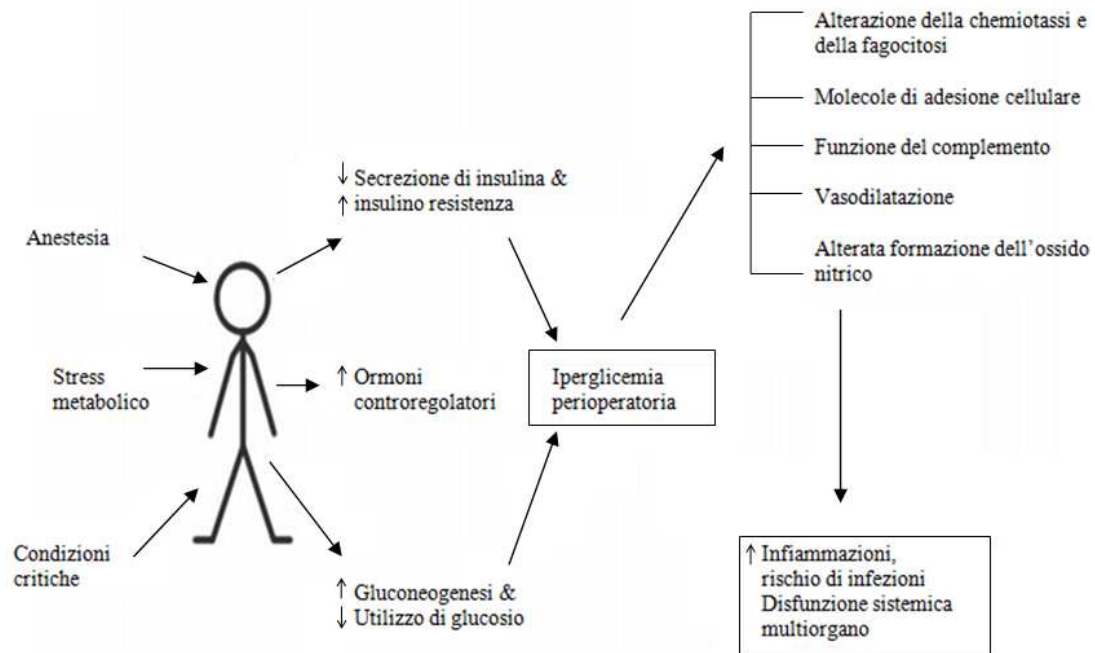 Anestesia
Stress
metabolico
Condizioni
critiche
↓ Secrezione di insulina &
↑ insulino resistenza
↑ Ormoni
controregolatori
↑ Gluconeogenesi &
↓ Utilizzo di glucosio
Iperglicemia
perioperatoria
Alterazione della chemiotassi e
della fagocitosi
Molecole di adesione cellulare
Funzione del complemento
Vasodilatazione
Alterata formazione dell’ossido
nitrico
↑ Infiammazioni,
rischio di infezioni
Disfunzione sistemica
multiorgano